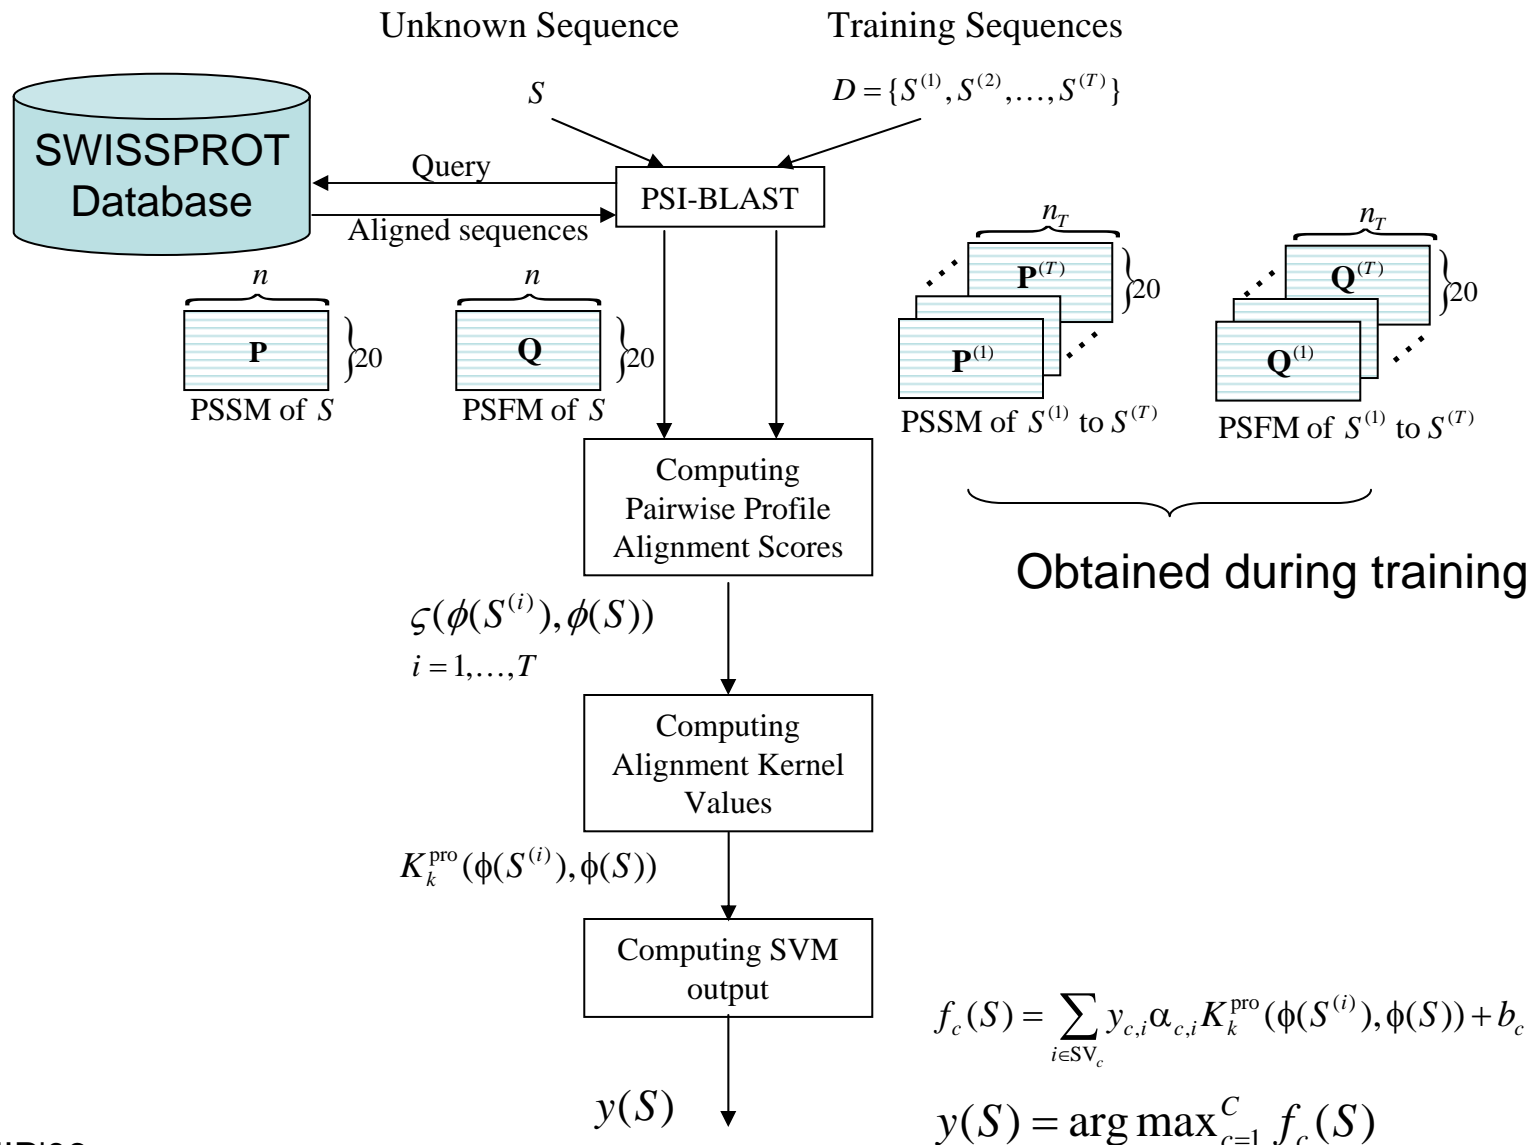 Unknown Sequence
Training Sequences
S
D = {S^(1), S^(2), …, S^(T)}
SWISSPROT
Database
Query
PSI-BLAST
Aligned sequences
n
P
}20
PSSM of S
n
Q
}20
PSFM of S
n_T
P^(T)
}20
P^(1)
PSSM of S^(1) to S^(T)
n_T
Q^(T)
}20
Q^(1)
PSFM of S^(1) to S^(T)
Obtained during training
Computing
Pairwise Profile
Alignment Scores
ς(ϕ(S^(i)), ϕ(S))
i = 1, …, T
Computing
Alignment Kernel
Values
K_k^pro(ϕ(S^(i)), ϕ(S))
Computing SVM
output
f_c(S) = ∑_{i∈SV_c} y_{c,i} α_{c,i} K_k^pro(ϕ(S^(i)), ϕ(S)) + b_c
y(S)
y(S) = arg max_{c=1}^C f_c(S)